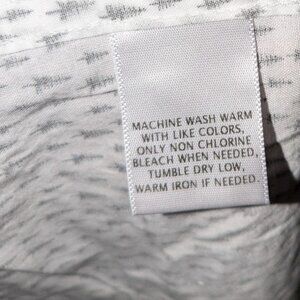 MACHINE WASH WARM
WITH LIKE COLORS,
ONLY NON CHLORINE
BLEACH WHEN NEEDED,
TUMBLE DRY LOW,
WARM IRON IF NEEDED.